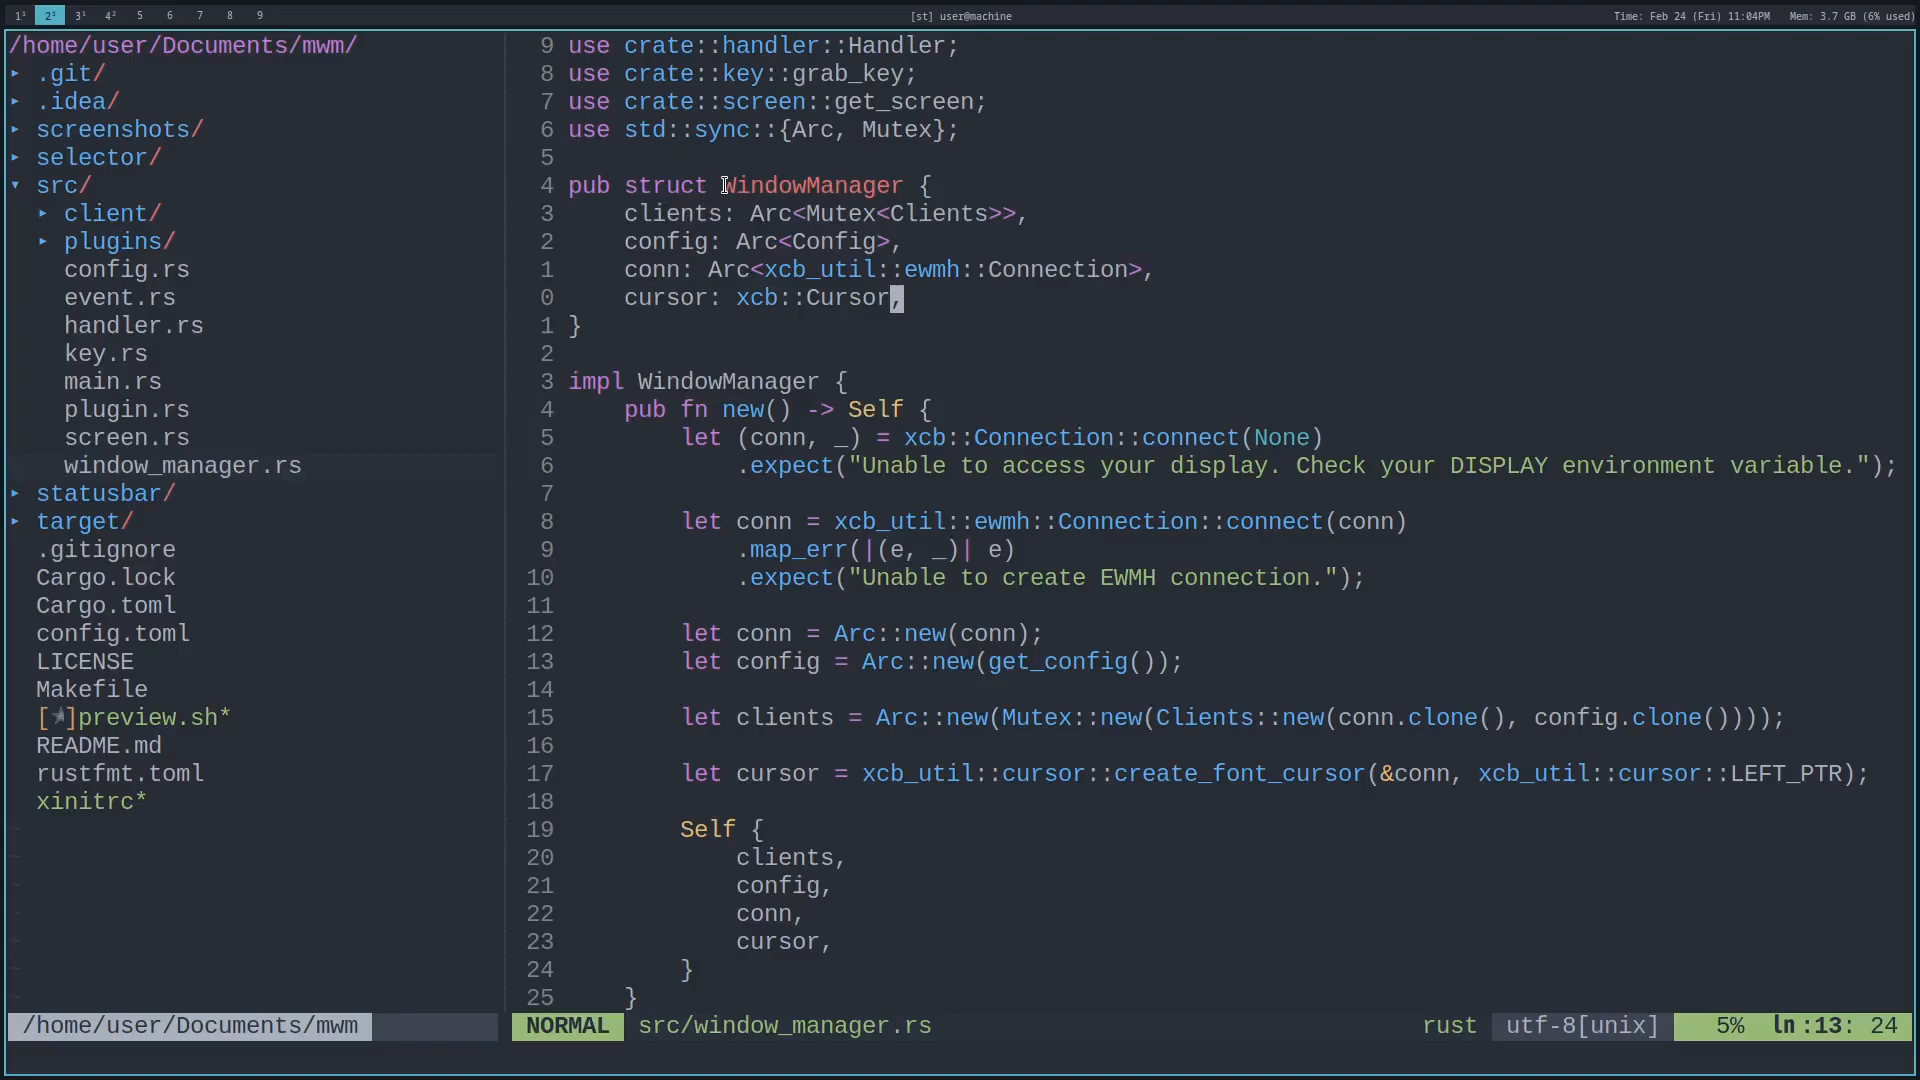 1¹ 2¹ 3¹ 4² 5 6 7 8 9 [st] user@machine Time: Feb 24 (Fri) 11:04PM Mem: 3.7 GB (6% used)
/home/user/Documents/mwm/
▸ .git/
▸ .idea/
▸ screenshots/
▸ selector/
▾ src/
▸ client/
▸ plugins/
config.rs
event.rs
handler.rs
key.rs
main.rs
plugin.rs
screen.rs
window_manager.rs
▸ statusbar/
▸ target/
.gitignore
Cargo.lock
Cargo.toml
config.toml
LICENSE
Makefile
[★]preview.sh*
README.md
rustfmt.toml
xinitrc*
/home/user/Documents/mwm
9 use crate::handler::Handler;
8 use crate::key::grab_key;
7 use crate::screen::get_screen;
6 use std::sync::{Arc, Mutex};
5
4 pub struct WindowManager {
3     clients: Arc<Mutex<Clients>>,
2     config: Arc<Config>,
1     conn: Arc<xcb_util::ewmh::Connection>,
0     cursor: xcb::Cursor,
1 }
2
3 impl WindowManager {
4     pub fn new() -> Self {
5         let (conn, _) = xcb::Connection::connect(None)
6             .expect("Unable to access your display. Check your DISPLAY environment variable.");
7
8         let conn = xcb_util::ewmh::Connection::connect(conn)
9             .map_err(|(e, _)| e)
10             .expect("Unable to create EWMH connection.");
11
12         let conn = Arc::new(conn);
13         let config = Arc::new(get_config());
14
15         let clients = Arc::new(Mutex::new(Clients::new(conn.clone(), config.clone())));
16
17         let cursor = xcb_util::cursor::create_font_cursor(&conn, xcb_util::cursor::LEFT_PTR);
18
19         Self {
20             clients,
21             config,
22             conn,
23             cursor,
24         }
25     }
NORMAL src/window_manager.rs rust utf-8[unix] 5% ln :13: 24